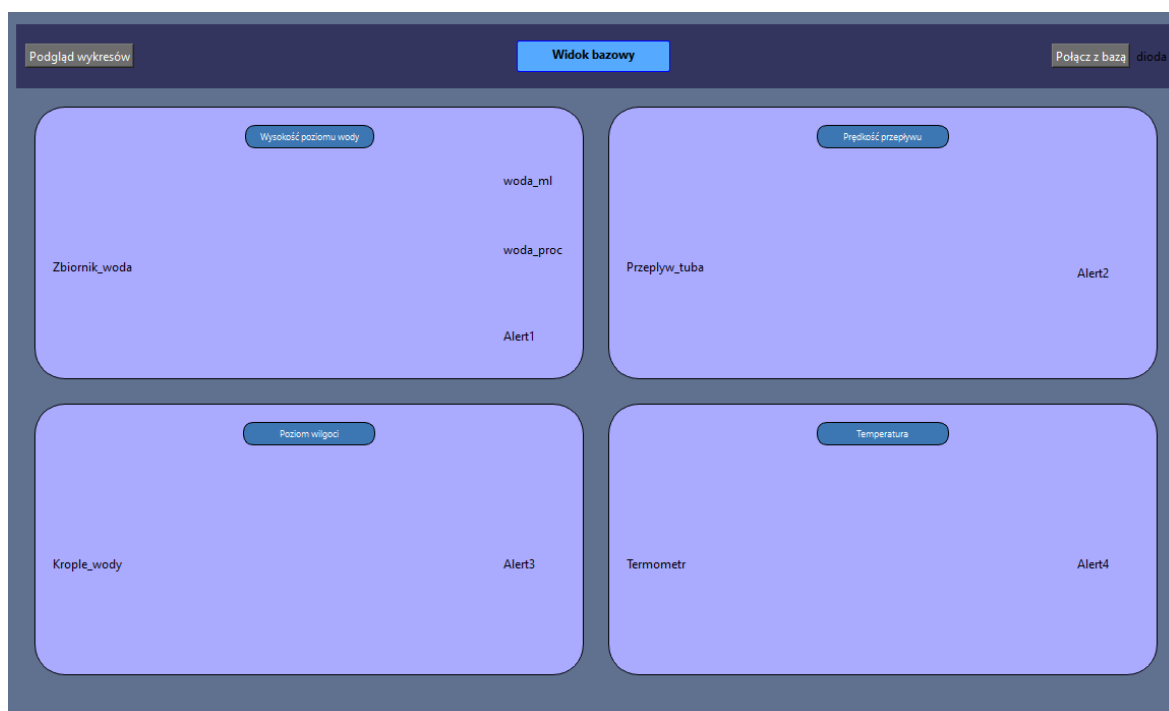 Podgląd wykresów
Widok bazowy
Połącz z bazą
dioda
Wysokość poziomu wody
woda_ml
woda_proc
Zbiornik_woda
Alert1
Prędkość przepływu
Przeplyw_tuba
Alert2
Poziom wilgoci
Krople_wody
Alert3
Temperatura
Termometr
Alert4